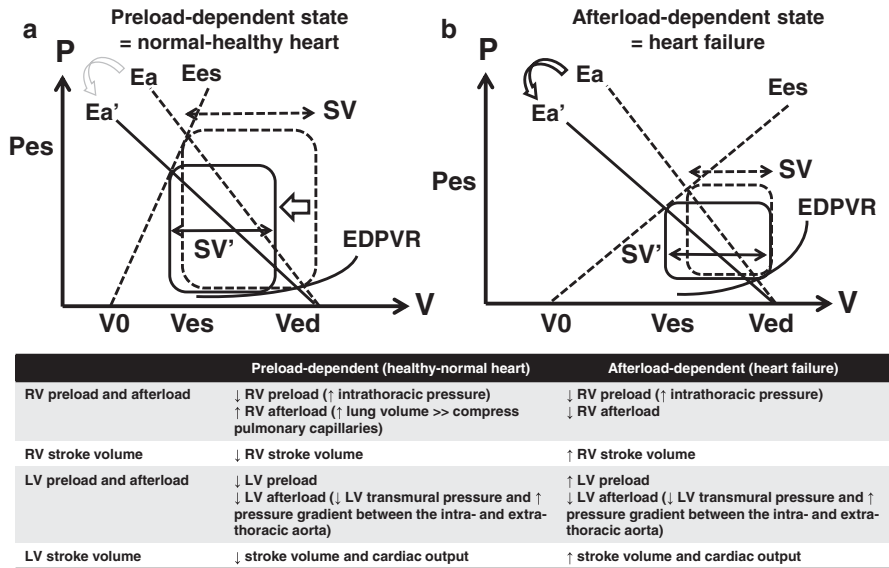 a
Preload-dependent state
= normal-healthy heart
P
Ea
Ees
Ea’
SV
Pes
SV’
EDPVR
V
V0
Ves
Ved
b
Afterload-dependent state
= heart failure
P
Ea
Ees
Ea’
SV
Pes
EDPVR
SV’
V
V0
Ves
Ved
Preload-dependent (healthy-normal heart) Afterload-dependent (heart failure)
RV preload and afterload
↓ RV preload (↑ intrathoracic pressure)
↑ RV afterload (↑ lung volume >> compress
pulmonary capillaries)
↓ RV preload (↑ intrathoracic pressure)
↓ RV afterload
RV stroke volume
↓ RV stroke volume
↑ RV stroke volume
LV preload and afterload
↓ LV preload
↓ LV afterload (↓ LV transmural pressure and ↑
pressure gradient between the intra- and extra-
thoracic aorta)
↑ LV preload
↓ LV afterload (↓ LV transmural pressure and ↑
pressure gradient between the intra- and extra-
thoracic aorta)
LV stroke volume
↓ stroke volume and cardiac output
↑ stroke volume and cardiac output